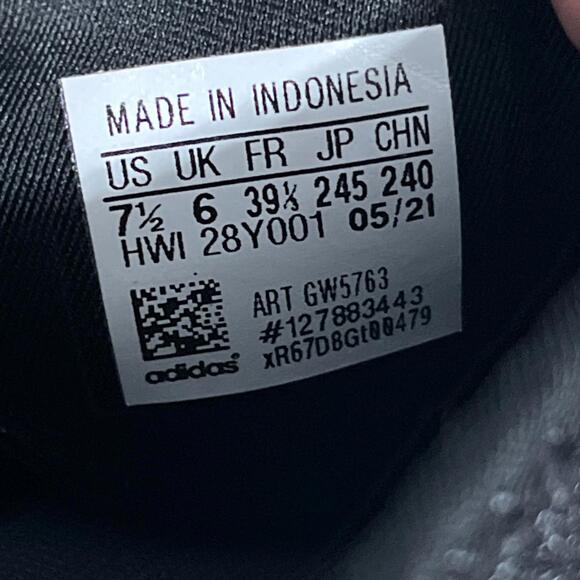 MADE IN INDONESIA
US UK FR JP CHN
7½ 6 39⅓ 245 240
HWI 28Y001 05/21
ART GW5763
#127883443
xR67D8Gt00479
adidas